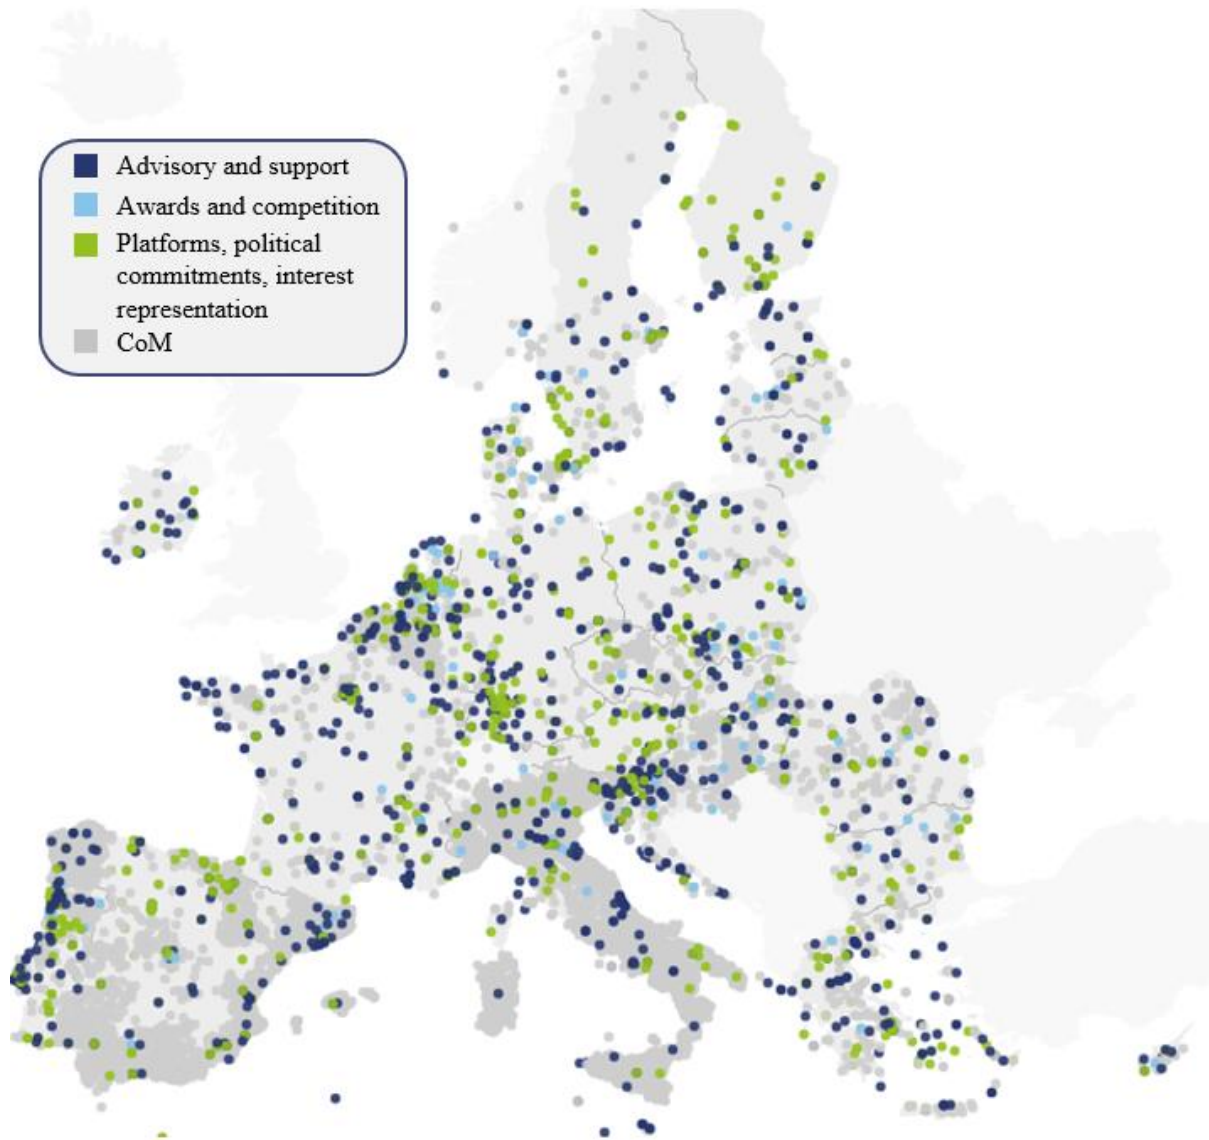 Advisory and support
Awards and competition
Platforms, political
commitments, interest
representation
CoM